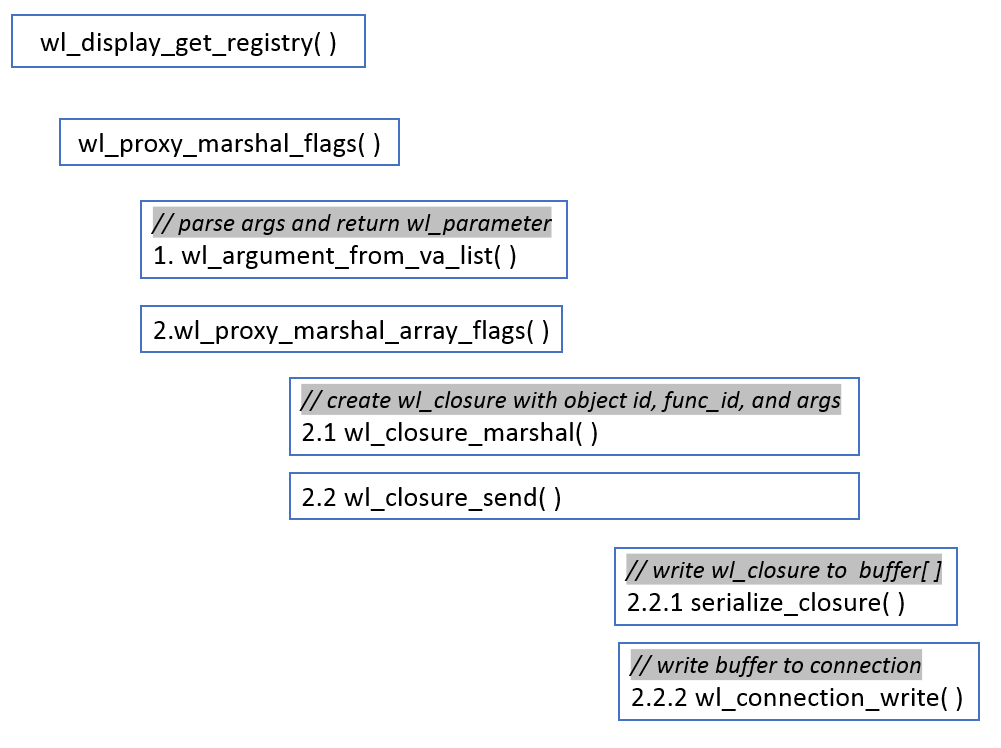 wl_display_get_registry( )
wl_proxy_marshal_flags( )
// parse args and return wl_parameter
1. wl_argument_from_va_list( )
2.wl_proxy_marshal_array_flags( )
// create wl_closure with object id, func_id, and args
2.1 wl_closure_marshal( )
2.2 wl_closure_send( )
// write wl_closure to  buffer[ ]
2.2.1 serialize_closure( )
// write buffer to connection
2.2.2 wl_connection_write( )